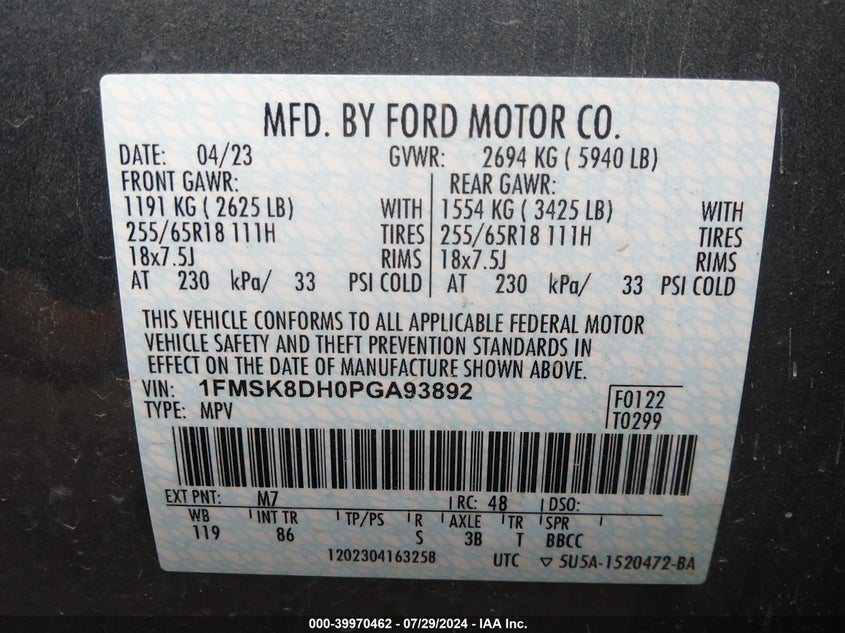 MFD. BY FORD MOTOR CO.
DATE: 04/23 GVWR: 2694 KG ( 5940 LB)
FRONT GAWR: REAR GAWR:
1191 KG ( 2625 LB) WITH 1554 KG ( 3425 LB) WITH
255/65R18 111H TIRES 255/65R18 111H TIRES
18x7.5J RIMS 18x7.5J RIMS
AT 230 kPa/ 33 PSI COLD AT 230 kPa/ 33 PSI COLD
THIS VEHICLE CONFORMS TO ALL APPLICABLE FEDERAL MOTOR
VEHICLE SAFETY AND THEFT PREVENTION STANDARDS IN
EFFECT ON THE DATE OF MANUFACTURE SHOWN ABOVE.
VIN: 1FMSK8DH0PGA93892 F0122
TYPE: MPV T0299
EXT PNT: M7 RC: 48 DSO:
WB INT TR TP/PS R AXLE TR SPR
119 86 S 3B T BBCC
1202304163258 UTC ▽ 5U5A-1520472-BA
000-39970462 - 07/29/2024 - IAA Inc.